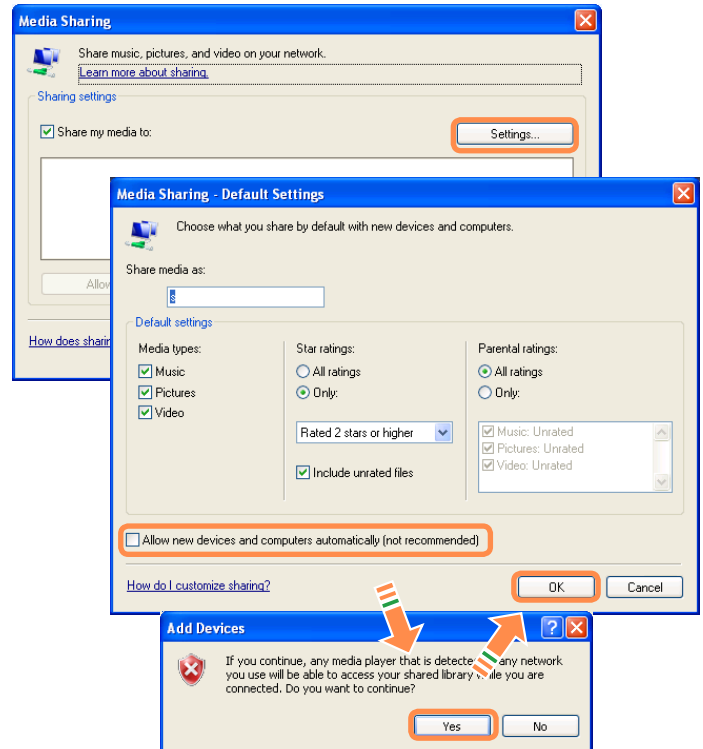 Media Sharing
Share music, pictures, and video on your network.
Learn more about sharing.
Sharing settings
Share my media to:
Settings...
Allow
How does sharin
Media Sharing - Default Settings
Choose what you share by default with new devices and computers.
Share media as:
s
Default settings
Media types:
Music
Pictures
Video
Star ratings:
All ratings
Only:
Rated 2 stars or higher
Include unrated files
Parental ratings:
All ratings
Only:
Music: Unrated
Pictures: Unrated
Video: Unrated
Allow new devices and computers automatically (not recommended)
How do I customize sharing?
OK
Cancel
Add Devices
If you continue, any media player that is detecte any network
you use will be able to access your shared library while you are
connected. Do you want to continue?
Yes
No